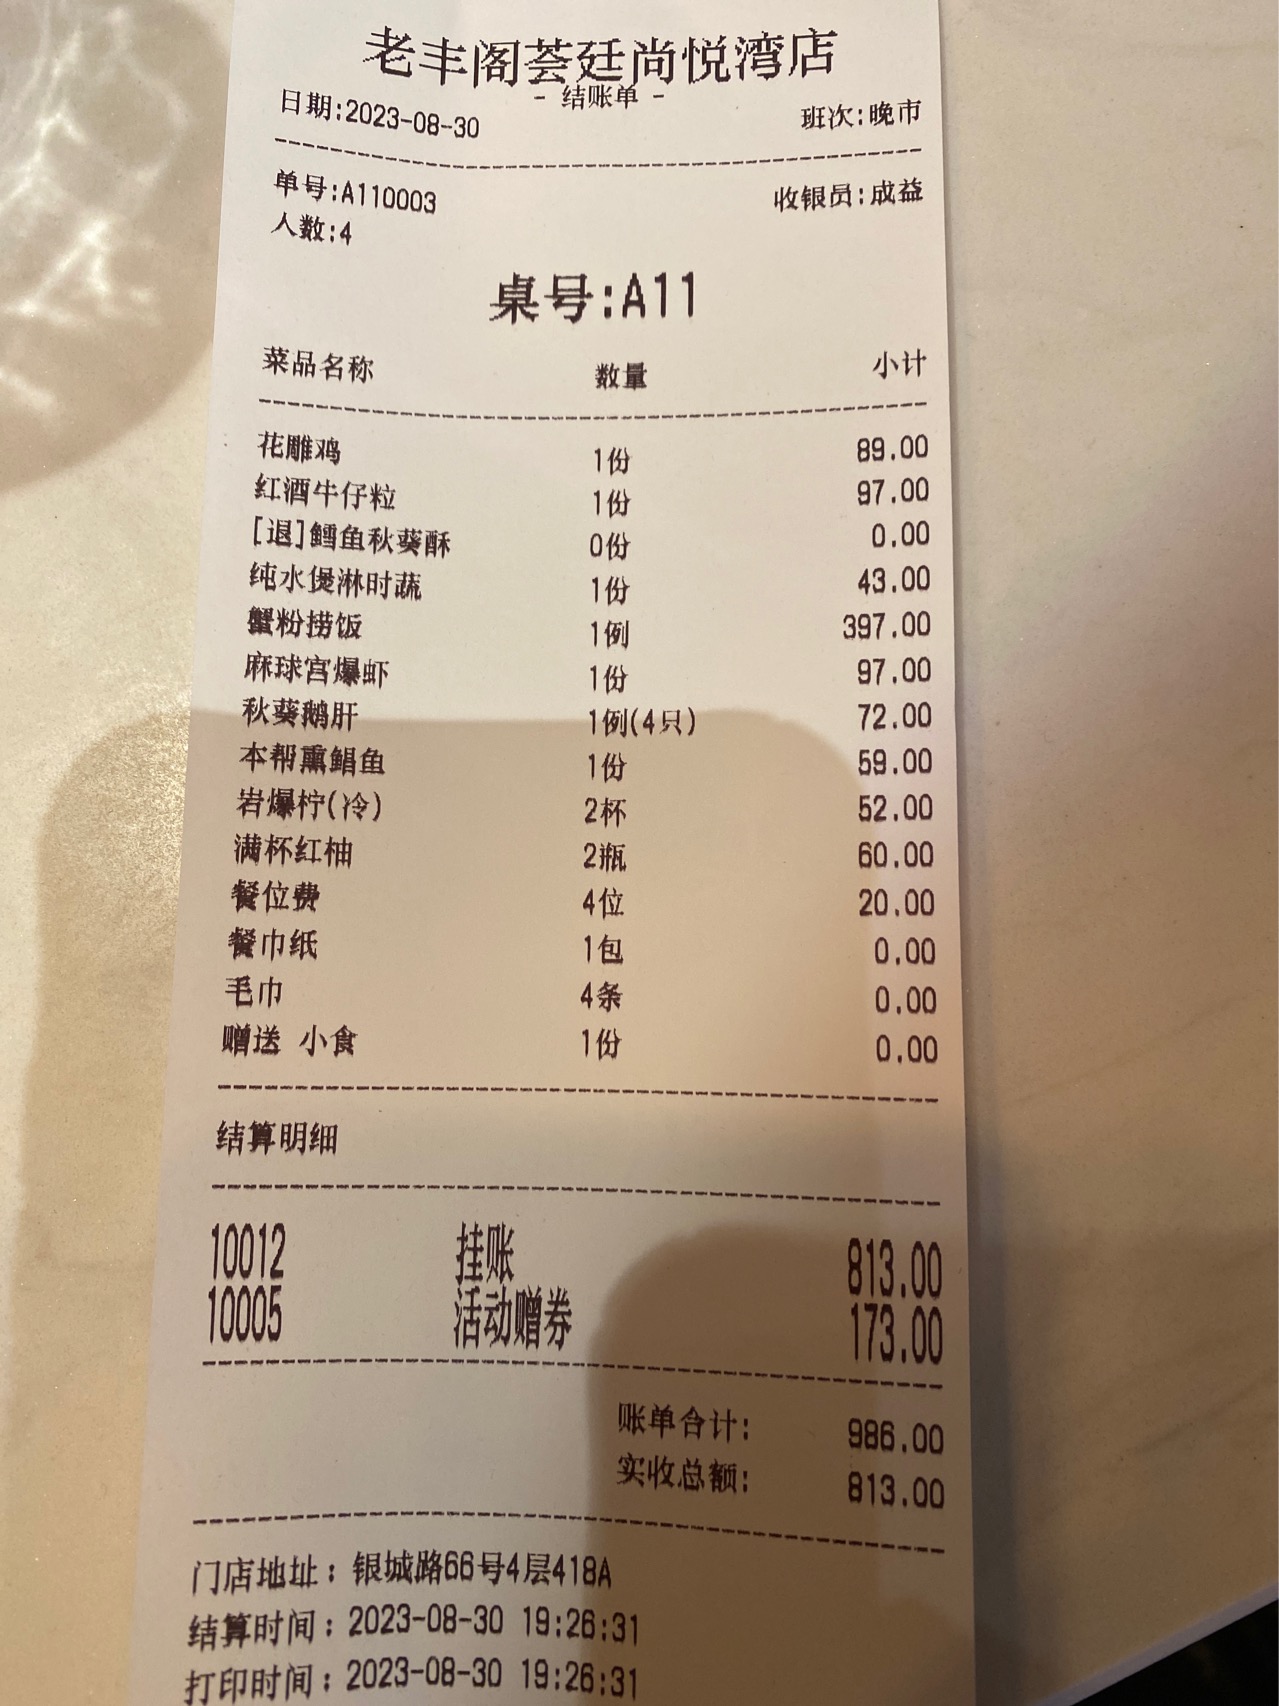 老丰阁荟廷尚悦湾店
- 结账单 -
日期:2023-08-30 班次:晚市
单号:A110003 收银员:成益
人数:4
桌号:A11
菜品名称 数量 小计
花雕鸡 1份 89.00
红酒牛仔粒 1份 97.00
[退]鳕鱼秋葵酥 0份 0.00
纯水煲淋时蔬 1份 43.00
蟹粉捞饭 1例 397.00
麻球宫爆虾 1份 97.00
秋葵鹅肝 1例(4只) 72.00
本帮熏鲳鱼 1份 59.00
岩爆柠(冷) 2杯 52.00
满杯红柚 2瓶 60.00
餐位费 4位 20.00
餐巾纸 1包 0.00
毛巾 4条 0.00
赠送 小食 1份 0.00
结算明细
10012 挂账 813.00
10005 活动赠券 173.00
账单合计: 986.00
实收总额: 813.00
门店地址：银城路66号4层418A
结算时间：2023-08-30 19:26:31
打印时间：2023-08-30 19:26:31